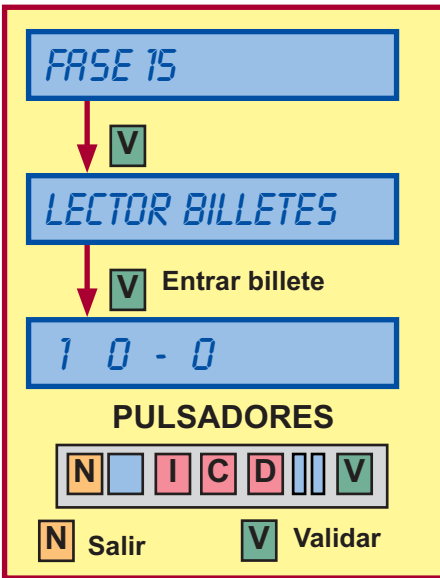 FASE 15
V
LECTOR BILLETES
V Entrar billete
1 0 - 0
PULSADORES
N I C D V
N Salir V Validar